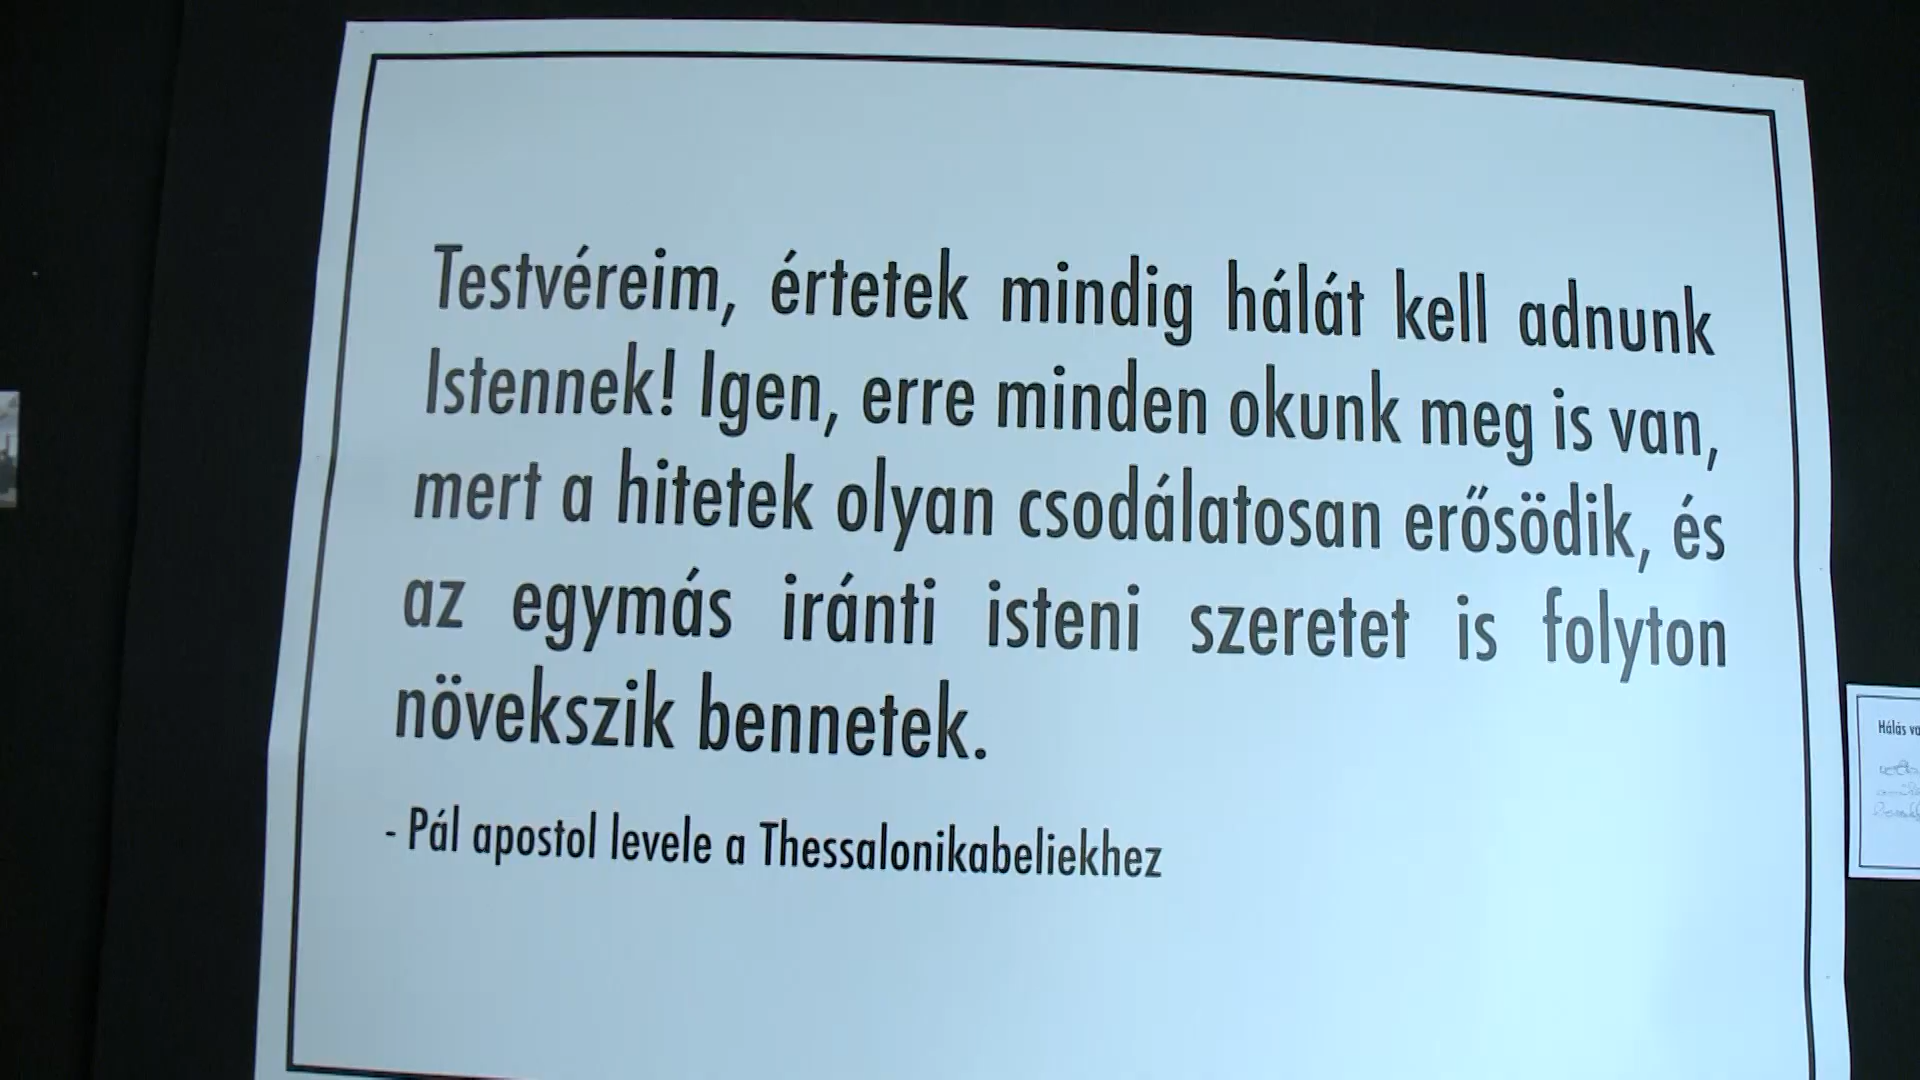 Testvéreim, értetek mindig hálát kell adnunk
Istennek! Igen, erre minden okunk meg is van,
mert a hitetek olyan csodálatosan erősödik, és
az egymás iránti isteni szeretet is folyton
növekszik bennetek.
- Pál apostol levele a Thessalonikabeliekhez
Hálás